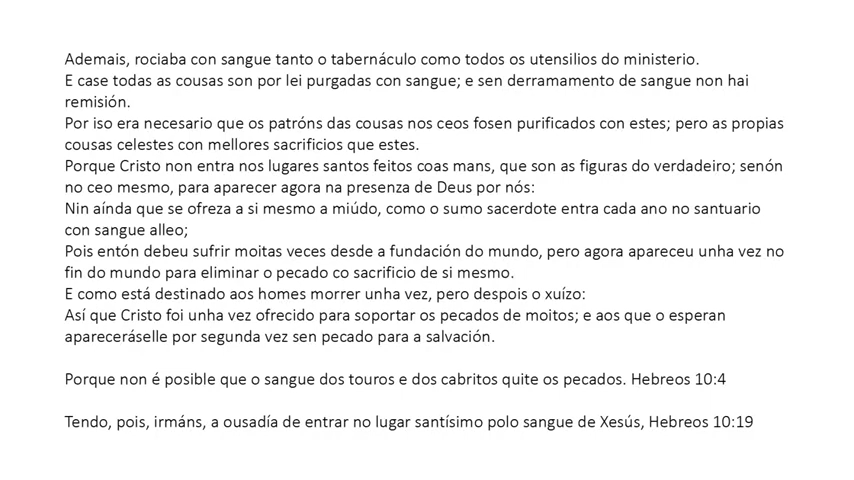 Ademais, rociaba con sangue tanto o tabernáculo como todos os utensilios do ministerio.
E case todas as cousas son por lei purgadas con sangue; e sen derramamento de sangue non hai
remisión.
Por iso era necesario que os patróns das cousas nos ceos fosen purificados con estes; pero as propias
cousas celestes con mellores sacrificios que estes.
Porque Cristo non entra nos lugares santos feitos coas mans, que son as figuras do verdadeiro; senón
no ceo mesmo, para aparecer agora na presenza de Deus por nós:
Nin aínda que se ofreza a si mesmo a miúdo, como o sumo sacerdote entra cada ano no santuario
con sangue alleo;
Pois entón debeu sufrir moitas veces desde a fundación do mundo, pero agora apareceu unha vez no
fin do mundo para eliminar o pecado co sacrificio de si mesmo.
E como está destinado aos homes morrer unha vez, pero despois o xuízo:
Así que Cristo foi unha vez ofrecido para soportar os pecados de moitos; e aos que o esperan
apareceráselle por segunda vez sen pecado para a salvación.
Porque non é posible que o sangue dos touros e dos cabritos quite os pecados. Hebreos 10:4
Tendo, pois, irmáns, a ousadía de entrar no lugar santísimo polo sangue de Xesús, Hebreos 10:19